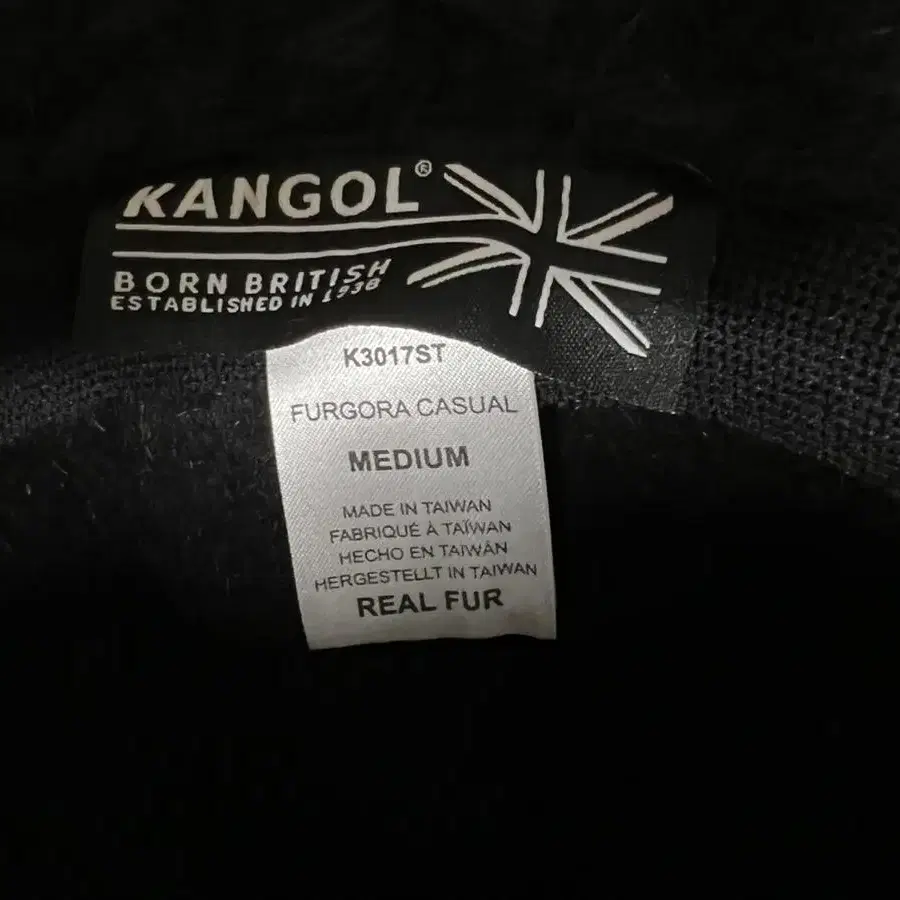 KANGOL®
BORN BRITISH
ESTABLISHED IN 1938
K3017ST
FURGORA CASUAL
MEDIUM
MADE IN TAIWAN
FABRIQUÉ À TAÏWAN
HECHO EN TAIWÁN
HERGESTELLT IN TAIWAN
REAL FUR